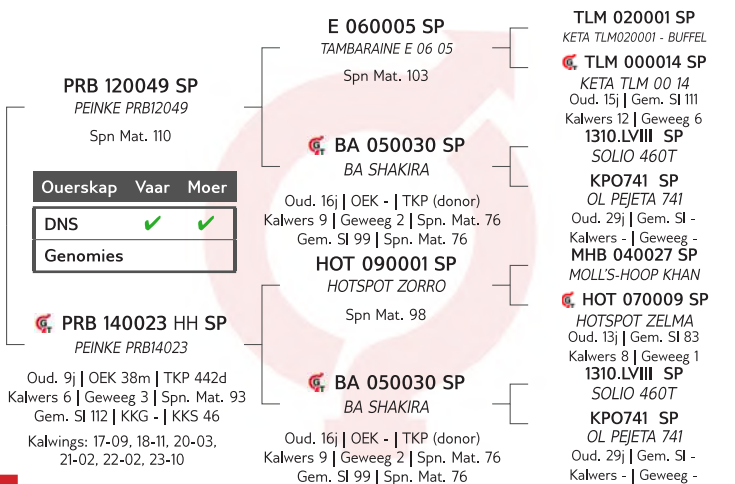 PRB 120049 SP
PEINKE PRB12049
Spn Mat. 110
Ouerskap Vaar Moer
DNS ✔ ✔
Genomies
PRB 140023 HH SP
PEINKE PRB14023
Oud. 9j | OEK 38m | TKP 442d
Kalwers 6 | Geweeg 3 | Spn. Mat. 93
Gem. SI 112 | KKG - | KKS 46
Kalwings: 17-09, 18-11, 20-03,
21-02, 22-02, 23-10
E 060005 SP
TAMBARAINE E 06 05
Spn Mat. 103
BA 050030 SP
BA SHAKIRA
Oud. 16j | OEK - | TKP (donor)
Kalwers 9 | Geweeg 2 | Spn. Mat. 76
Gem. SI 99 | Spn. Mat. 76
HOT 090001 SP
HOTSPOT ZORRO
Spn Mat. 98
BA 050030 SP
BA SHAKIRA
Oud. 16j | OEK - | TKP (donor)
Kalwers 9 | Geweeg 2 | Spn. Mat. 76
Gem. SI 99 | Spn. Mat. 76
TLM 020001 SP
KETA TLM020001 - BUFFEL
TLM 000014 SP
KETA TLM 00 14
Oud. 15j | Gem. SI 111
Kalwers 12 | Geweeg 6
1310.LVIII SP
SOLIO 460T
KPO741 SP
OL PEJETA 741
Oud. 29j | Gem. SI -
Kalwers - | Geweeg -
MHB 040027 SP
MOLL'S-HOOP KHAN
HOT 070009 SP
HOTSPOT ZELMA
Oud. 13j | Gem. SI 83
Kalwers 8 | Geweeg 1
1310.LVIII SP
SOLIO 460T
KPO741 SP
OL PEJETA 741
Oud. 29j | Gem. SI -
Kalwers - | Geweeg -